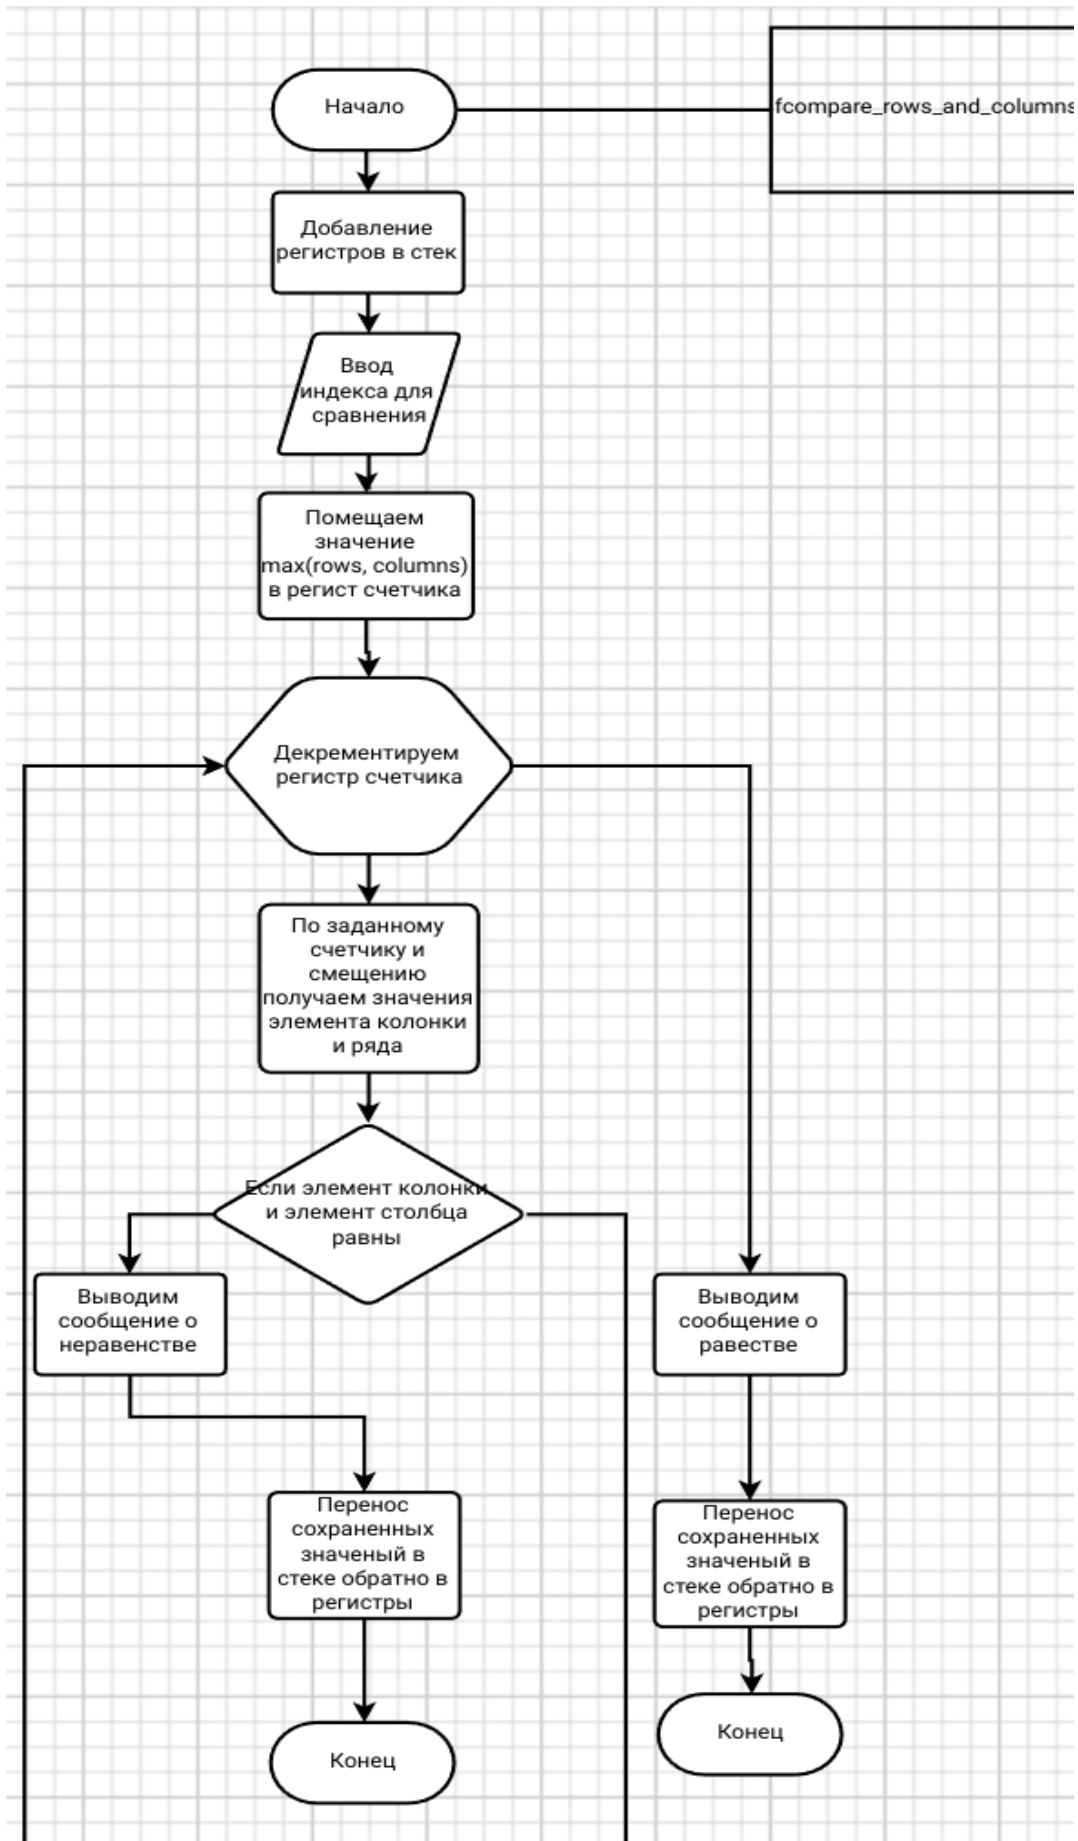 Начало
fcompare_rows_and_columns
Добавление
регистров в стек
Ввод
индекса для
сравнения
Помещаем
значение
max(rows, columns)
в регист счетчика
Декрементируем
регистр счетчика
По заданному
счетчику и
смещению
получаем значения
элемента колонки
и ряда
Если элемент колонки
и элемент столбца
равны
Выводим
сообщение о
неравенстве
Выводим
сообщение о
равестве
Перенос
сохраненных
значеный в
стеке обратно в
регистры
Перенос
сохраненных
значеный в
стеке обратно в
регистры
Конец
Конец